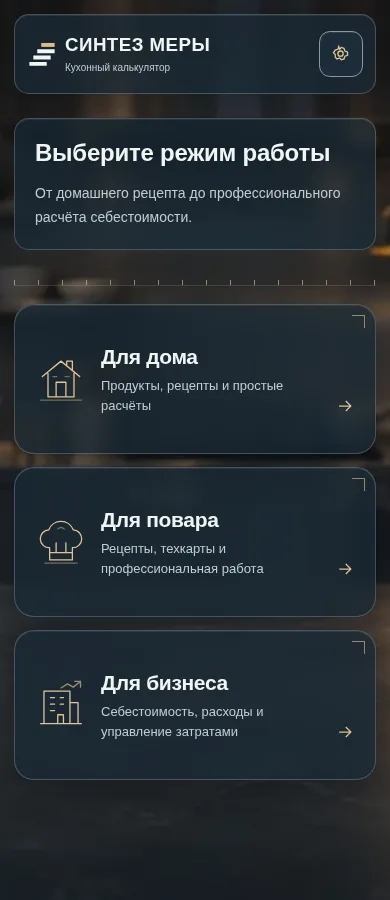 СИНТЕЗ МЕРЫ
Кухонный калькулятор
Выберите режим работы
От домашнего рецепта до профессионального
расчёта себестоимости.
Для дома
Продукты, рецепты и простые
расчёты
Для повара
Рецепты, техкарты и
профессиональная работа
Для бизнеса
Себестоимость, расходы и
управление затратами